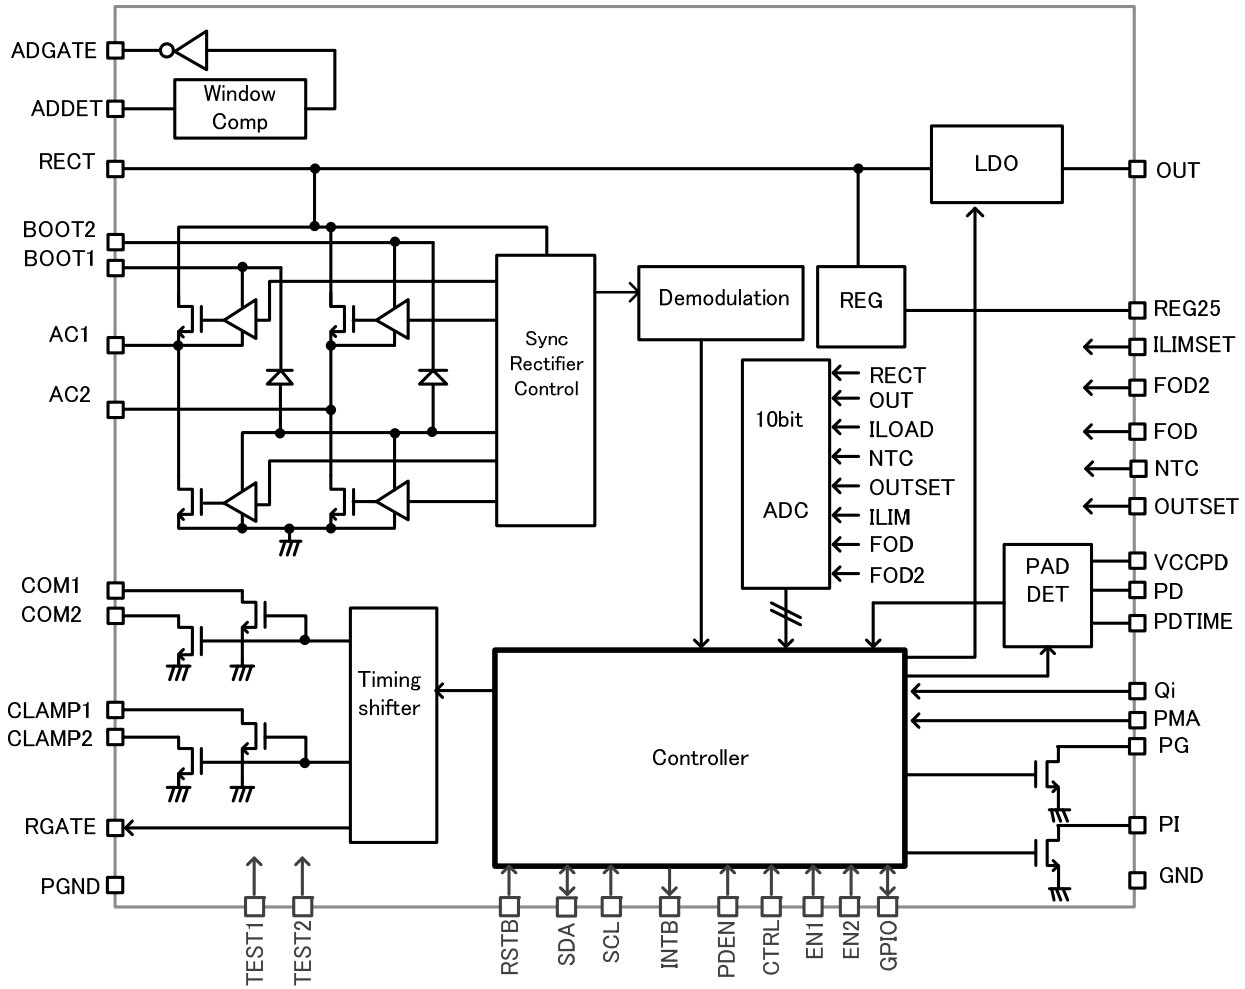 ADGATE
ADDET
Window
Comp
RECT
LDO
OUT
BOOT2
BOOT1
AC1
AC2
Sync
Rectifier
Control
Demodulation
REG
REG25
ILIMSET
FOD2
FOD
NTC
OUTSET
10bit
ADC
RECT
OUT
ILOAD
NTC
OUTSET
ILIM
FOD
FOD2
PAD
DET
VCCPD
PD
PDTIME
COM1
COM2
CLAMP1
CLAMP2
RGATE
PGND
Timing
shifter
Controller
Qi
PMA
PG
PI
GND
TEST1
TEST2
RSTB
SDA
SCL
INTB
PDEN
CTRL
EN1
EN2
GPIO